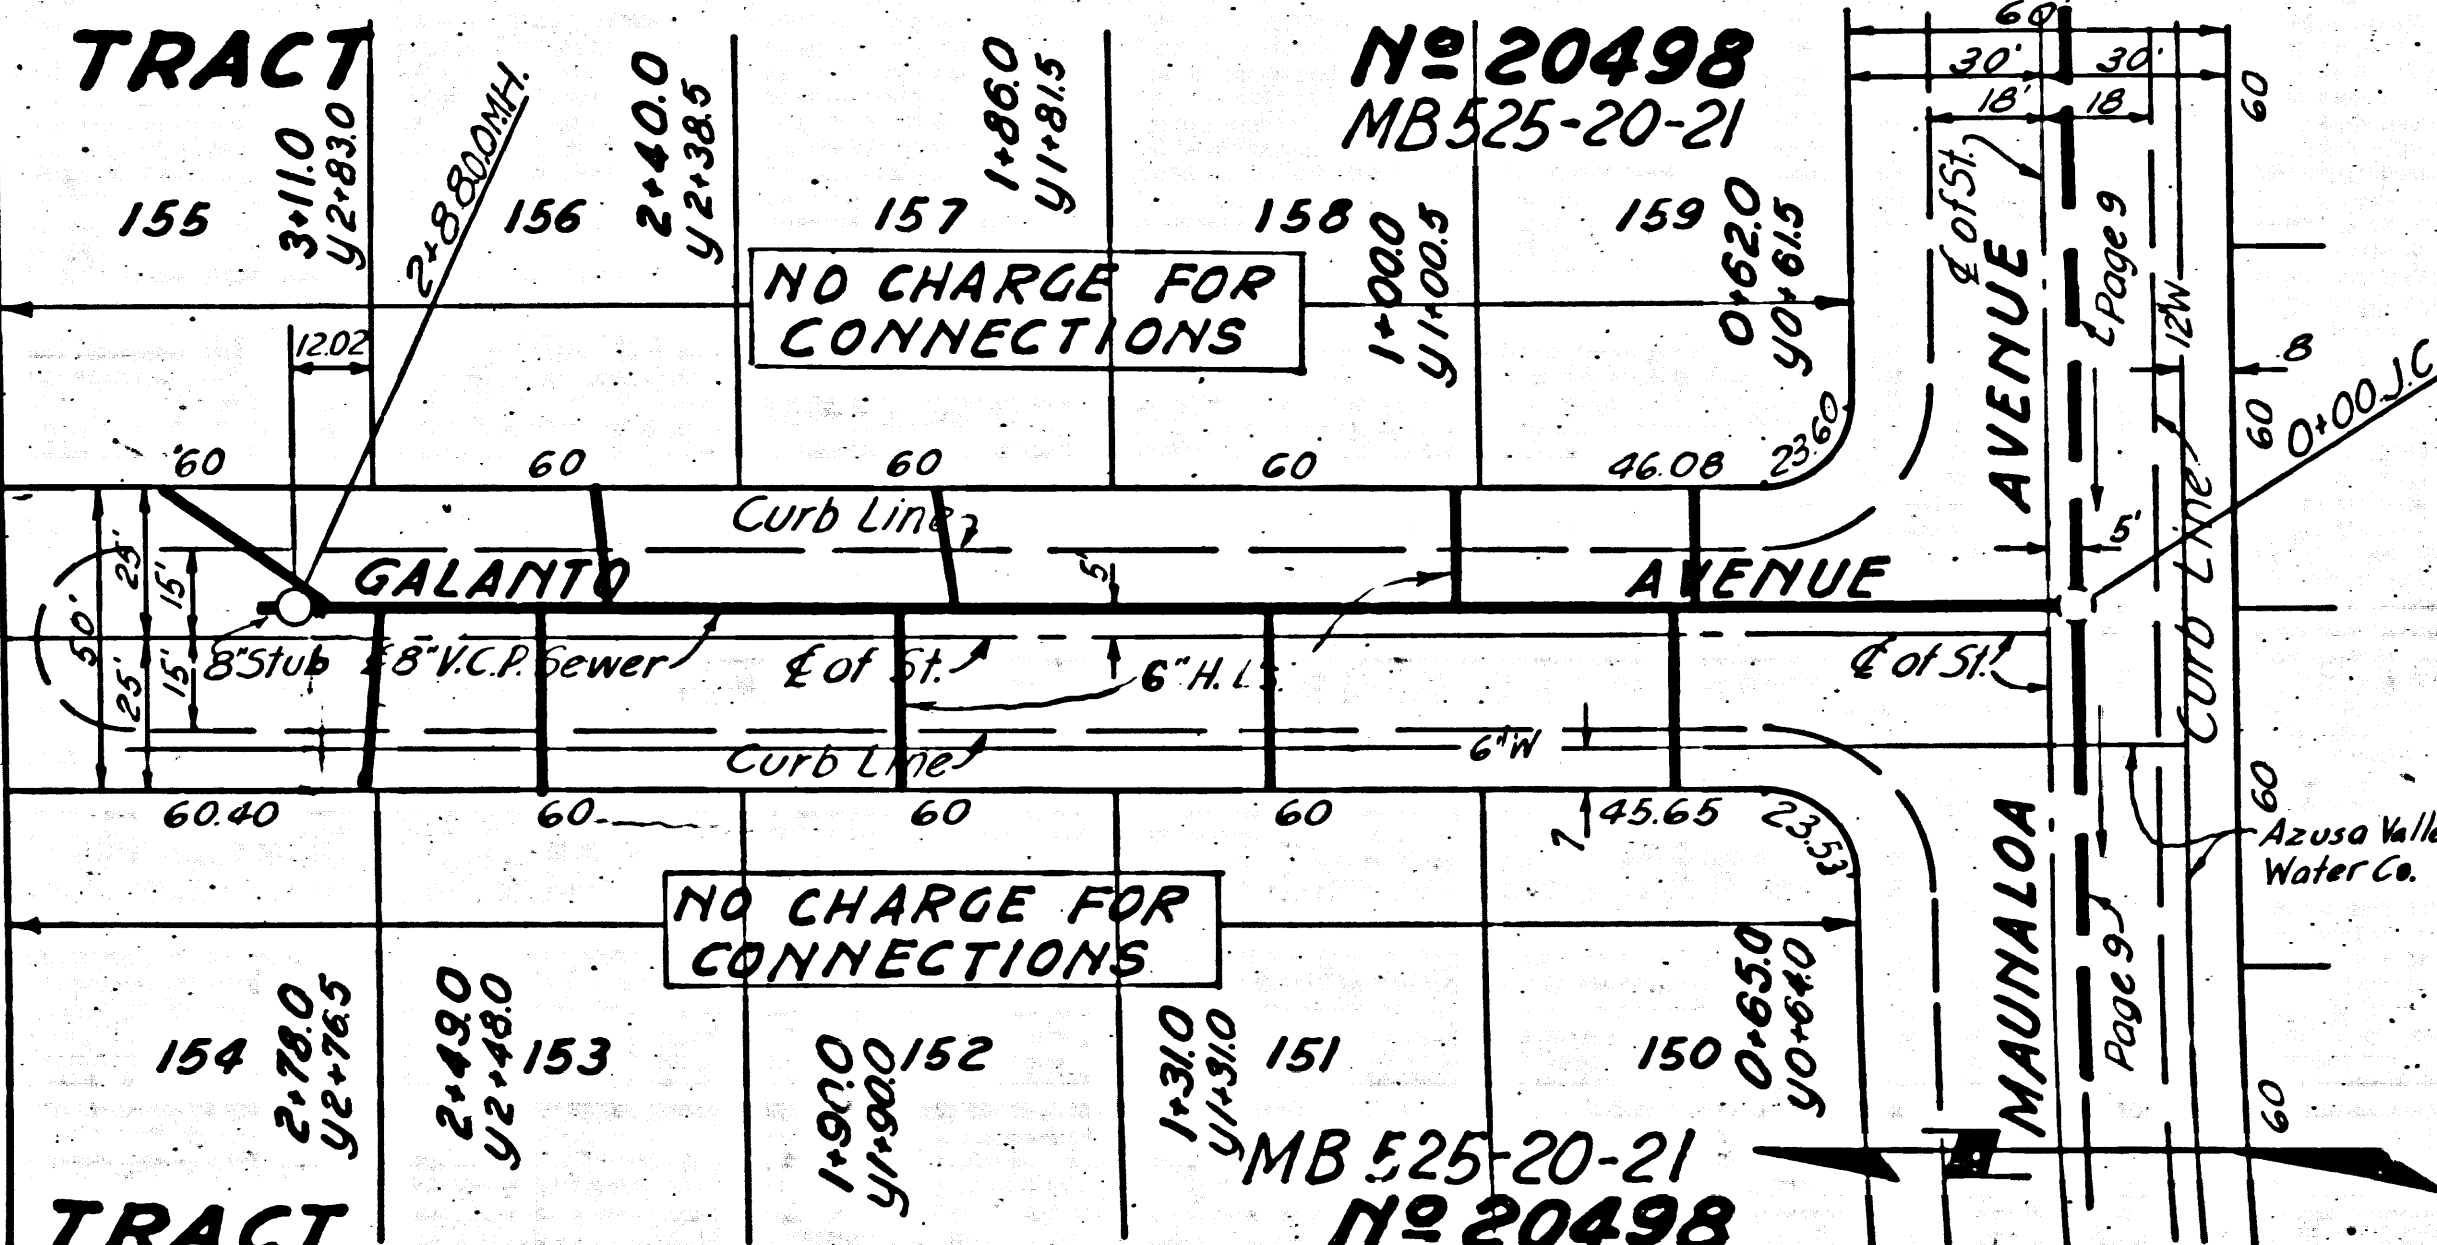 TRACT
Nº 20498
MB 525-20-21
60'
30'
30'
18'
18
60
155
3+11.0
y2+83.0
2+80.0 M.H.
156
2+40.0
y 2+38.5
157
1+86.0
y1+81.5
158
1+00.0
y1+00.5
159
0+62.0
y0+61.5
℄ of St.
AVENUE
Page 9
12"W
8
60
0+00 J.C
NO CHARGE FOR
CONNECTIONS
12.02
60
60
60
60
46.08
23.60
Curb Line
Curb Line
5'
5'
GALANTO
AVENUE
50'
25'
15'
25'
15'
8" Stub
8" V.C.P. Sewer
℄ of St.
6" H.L.S.
℄ of St.
Curb Line
6"W
60.40
60
60
60
7
45.65
23.53
60
Azusa Valle
Water Co.
NO CHARGE FOR
CONNECTIONS
MAUNALOA
Page 9
154
2+78.0
y2+76.5
2+49.0
y2+48.0
153
1+90.0
y1+90.0
152
1+31.0
y1+31.0
151
150
0+65.0
y0+64.0
60
MB 525-20-21
TRACT
Nº 20498